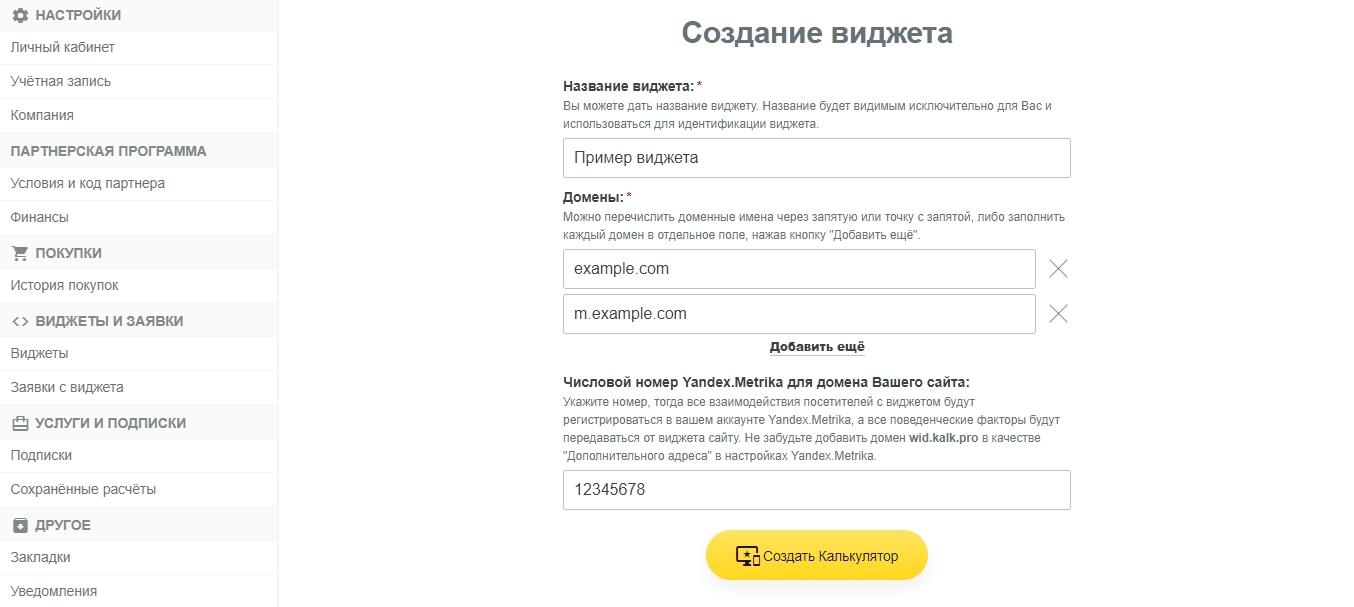 НАСТРОЙКИ
Личный кабинет
Учётная запись
Компания
ПАРТНЕРСКАЯ ПРОГРАММА
Условия и код партнера
Финансы
ПОКУПКИ
История покупок
ВИДЖЕТЫ И ЗАЯВКИ
Виджеты
Заявки с виджета
УСЛУГИ И ПОДПИСКИ
Подписки
Сохранённые расчёты
ДРУГОЕ
Закладки
Уведомления
Создание виджета
Название виджета: *
Вы можете дать название виджету. Название будет видимым исключительно для Вас и
использоваться для идентификации виджета.
Пример виджета
Домены: *
Можно перечислить доменные имена через запятую или точку с запятой, либо заполнить
каждый домен в отдельное поле, нажав кнопку "Добавить ещё".
example.com
m.example.com
Добавить ещё
Числовой номер Yandex.Metrika для домена Вашего сайта:
Укажите номер, тогда все взаимодействия посетителей с виджетом будут
регистрироваться в вашем аккаунте Yandex.Metrika, а все поведенческие факторы будут
передаваться от виджета сайту. Не забудьте добавить домен wid.kalk.pro в качестве
"Дополнительного адреса" в настройках Yandex.Metrika.
12345678
Создать Калькулятор